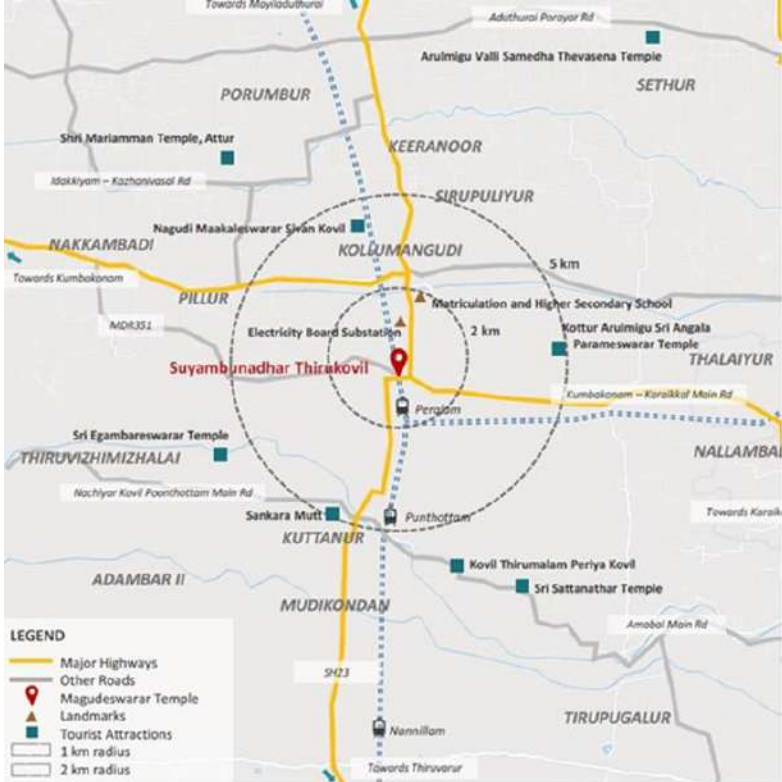 Towards Mayiladuthurai
Aduthurai Porayar Rd
Arulmigu Valli Samedha Thevasena Temple
SETHUR
PORUMBUR
Shri Mariamman Temple, Attur
KEERANOOR
Idakkiyam – Kazhanivasal Rd
SIRUPULIYUR
Nagudi Maakaleswarar Sivan Kovil
NAKKAMBADI
KOLLUMANGUDI
5 km
Towards Kumbakonam
PILLUR
Matriculation and Higher Secondary School
MDR351
Electricity Board Substation
2 km
Kottur Arulmigu Sri Angala
Parameswarar Temple
THALAIYUR
Suyambunadhar Thirukovil
Kumbakonam – Karaikkal Main Rd
Peralam
Sri Egambareswarar Temple
THIRUVIZHIMIZHALAI
NALLAMBA
Nachiyar Kovil Poonthottam Main Rd
Sankara Mutt
Punthottam
Towards Karaik
KUTTANUR
Kovil Thirumalam Periya Kovil
ADAMBAR II
Sri Sattanathar Temple
MUDIKONDAN
Ambal Main Rd
LEGEND
Major Highways
Other Roads
Magudeswarar Temple
Landmarks
Tourist Attractions
1 km radius
2 km radius
SH23
TIRUPUGALUR
Nannillam
Towards Thiruvarur